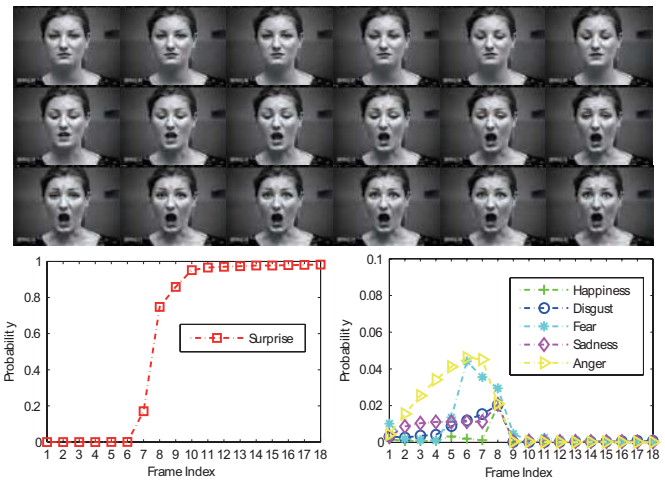 1
0.8
0.6
0.4
0.2
0
Probability
Surprise
1 2 3 4 5 6 7 8 9 10 11 12 13 14 15 16 17 18
Frame Index
0.1
0.08
0.06
0.04
0.02
0
Probability
Happiness
Disgust
Fear
Sadness
Anger
1 2 3 4 5 6 7 8 9 10 11 12 13 14 15 16 17 18
Frame Index